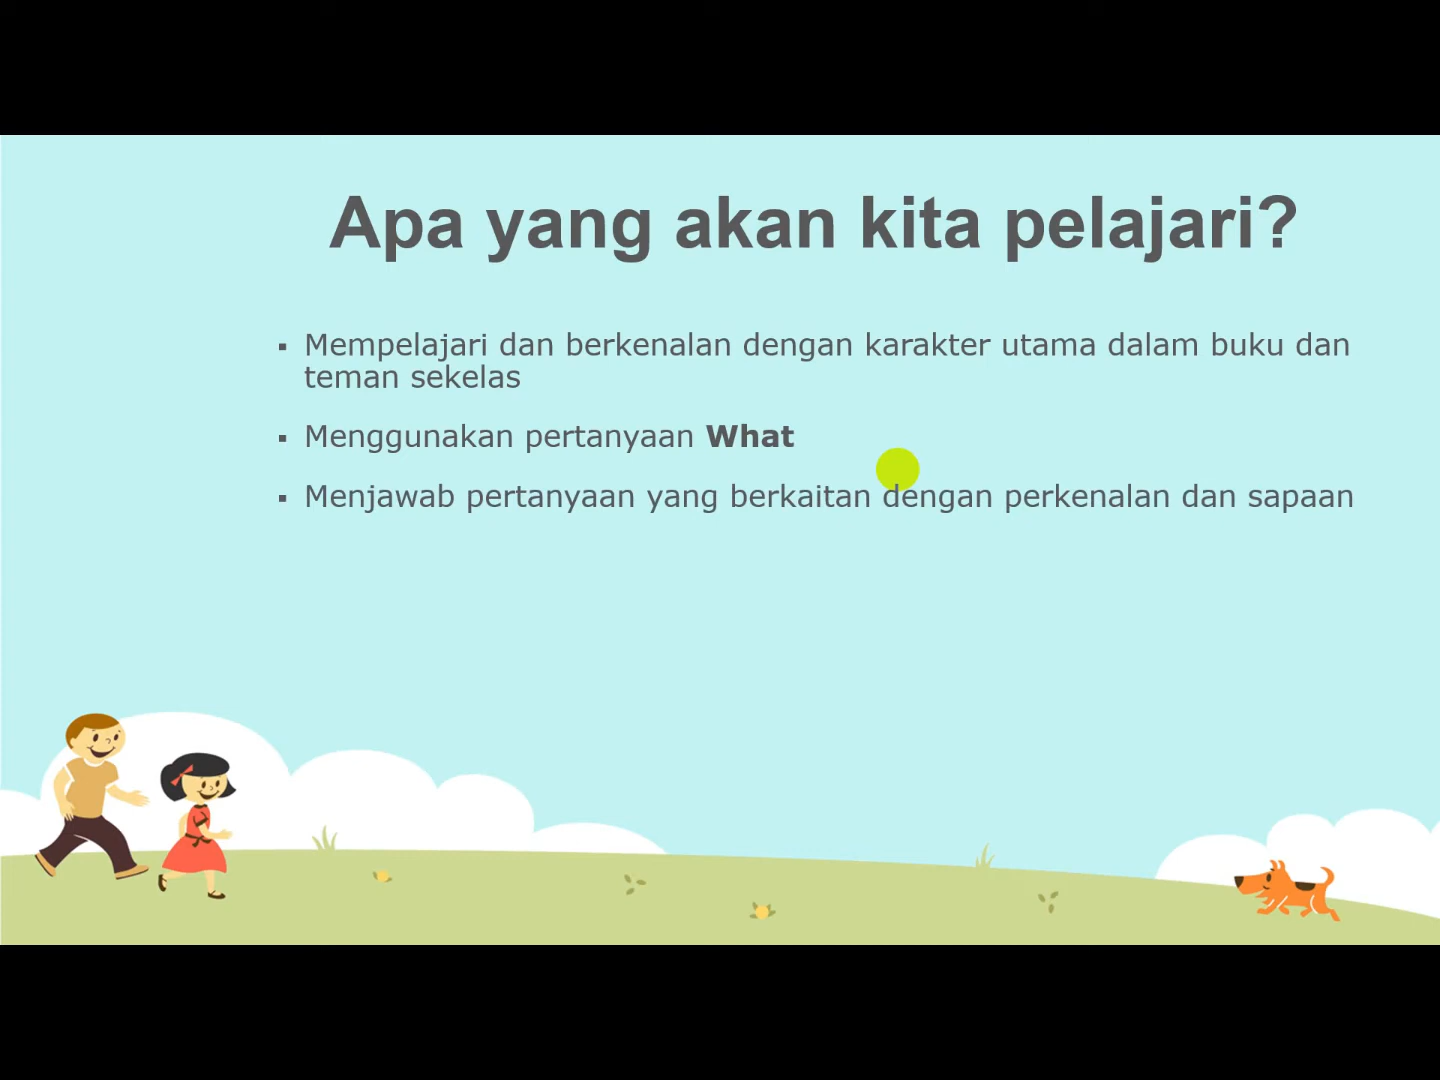 Apa yang akan kita pelajari?
▪ Mempelajari dan berkenalan dengan karakter utama dalam buku dan
teman sekelas
▪ Menggunakan pertanyaan What
▪ Menjawab pertanyaan yang berkaitan dengan perkenalan dan sapaan